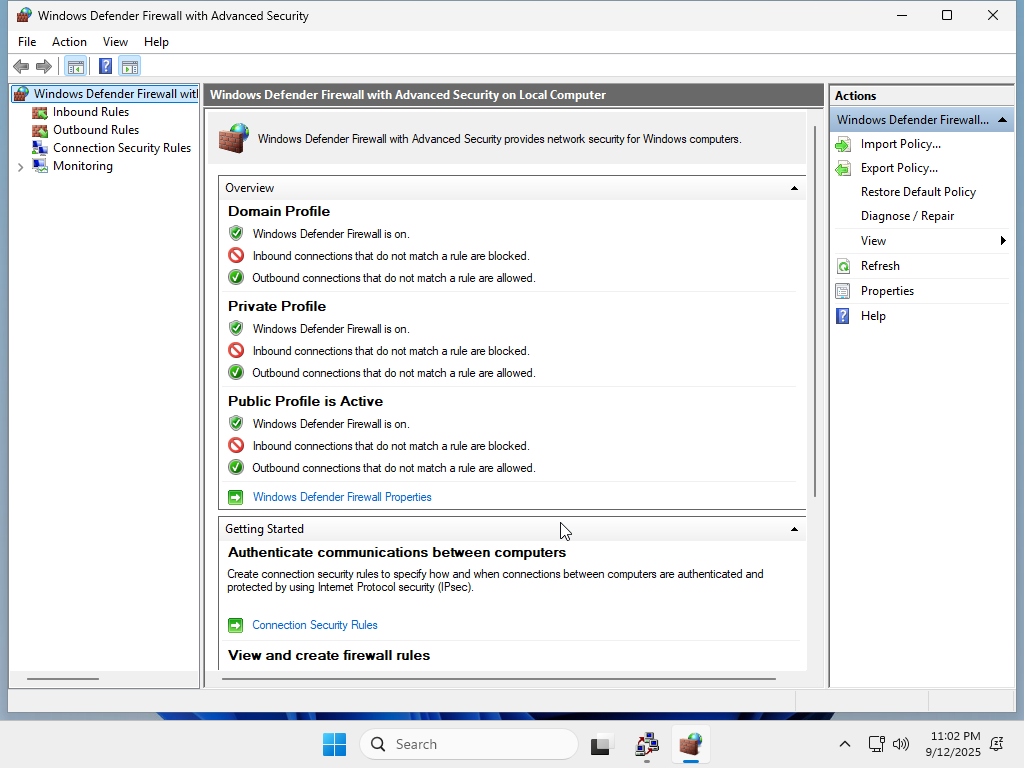 Windows Defender Firewall with Advanced Security
File Action View Help
Windows Defender Firewall wit
Inbound Rules
Outbound Rules
Connection Security Rules
Monitoring
Windows Defender Firewall with Advanced Security on Local Computer
Windows Defender Firewall with Advanced Security provides network security for Windows computers.
Overview
Domain Profile
Windows Defender Firewall is on.
Inbound connections that do not match a rule are blocked.
Outbound connections that do not match a rule are allowed.
Private Profile
Windows Defender Firewall is on.
Inbound connections that do not match a rule are blocked.
Outbound connections that do not match a rule are allowed.
Public Profile is Active
Windows Defender Firewall is on.
Inbound connections that do not match a rule are blocked.
Outbound connections that do not match a rule are allowed.
Windows Defender Firewall Properties
Getting Started
Authenticate communications between computers
Create connection security rules to specify how and when connections between computers are authenticated and
protected by using Internet Protocol security (IPsec).
Connection Security Rules
View and create firewall rules
Actions
Windows Defender Firewall...
Import Policy...
Export Policy...
Restore Default Policy
Diagnose / Repair
View
Refresh
Properties
Help
Search
11:02 PM
9/12/2025